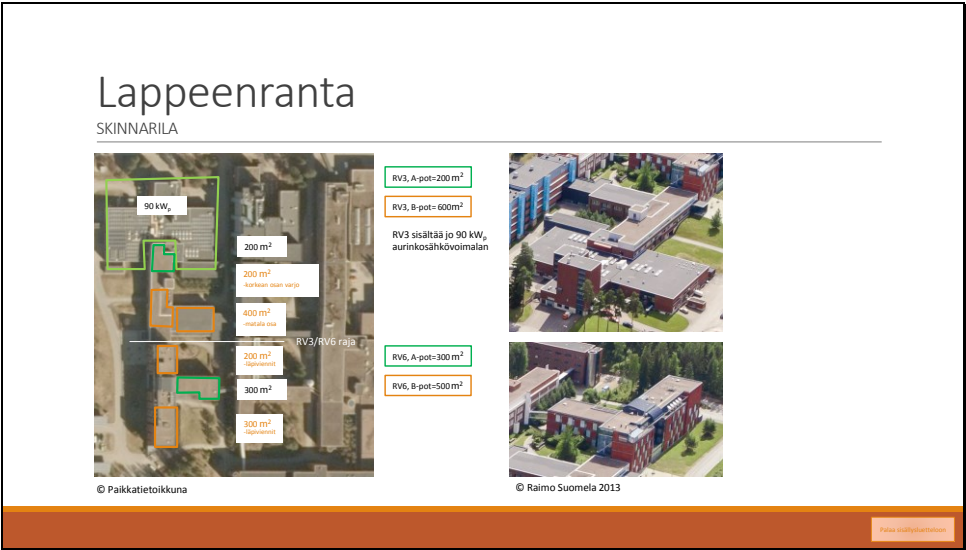 Lappeenranta
SKINNARILA
90 kWp
200 m²
200 m²
-korkean osan varjo
400 m²
-matala osa
RV3/RV6 raja
200 m²
-läpiviennit
300 m²
300 m²
-läpiviennit
© Paikkatietoikkuna
RV3, A-pot=200 m²
RV3, B-pot= 600m²
RV3 sisältää jo 90 kWp
aurinkosähkövoimalan
RV6, A-pot=300 m²
RV6, B-pot=500 m²
© Raimo Suomela 2013
Palaa sisällysluetteloon